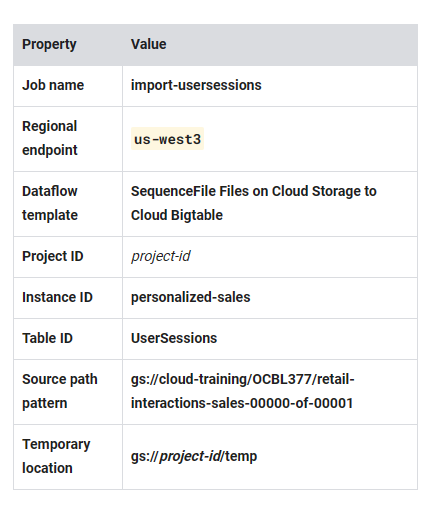 Property Value
Job name import-usersessions
Regional
endpoint
us-west3
Dataflow
template
SequenceFile Files on Cloud Storage to
Cloud Bigtable
Project ID project-id
Instance ID personalized-sales
Table ID UserSessions
Source path
pattern
gs://cloud-training/OCBL377/retail-
interactions-sales-00000-of-00001
Temporary
location
gs://project-id/temp